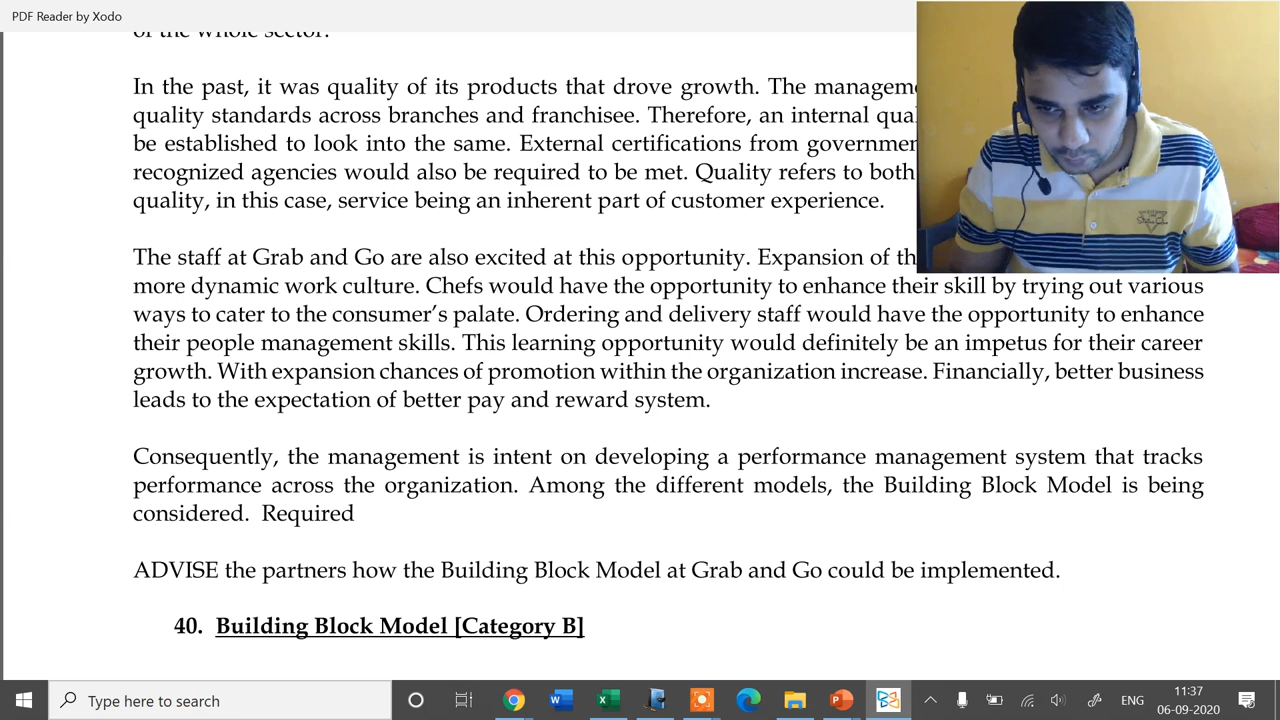 PDF Reader by Xodo
of the whole sector.
In the past, it was quality of its products that drove growth. The manageme
quality standards across branches and franchisee. Therefore, an internal qual
be established to look into the same. External certifications from governmen
recognized agencies would also be required to be met. Quality refers to both
quality, in this case, service being an inherent part of customer experience.
The staff at Grab and Go are also excited at this opportunity. Expansion of th
more dynamic work culture. Chefs would have the opportunity to enhance their skill by trying out various
ways to cater to the consumer’s palate. Ordering and delivery staff would have the opportunity to enhance
their people management skills. This learning opportunity would definitely be an impetus for their career
growth. With expansion chances of promotion within the organization increase. Financially, better business
leads to the expectation of better pay and reward system.
Consequently, the management is intent on developing a performance management system that tracks
performance across the organization. Among the different models, the Building Block Model is being
considered. Required
ADVISE the partners how the Building Block Model at Grab and Go could be implemented.
40. Building Block Model [Category B]
Type here to search
ENG
11:37
06-09-2020